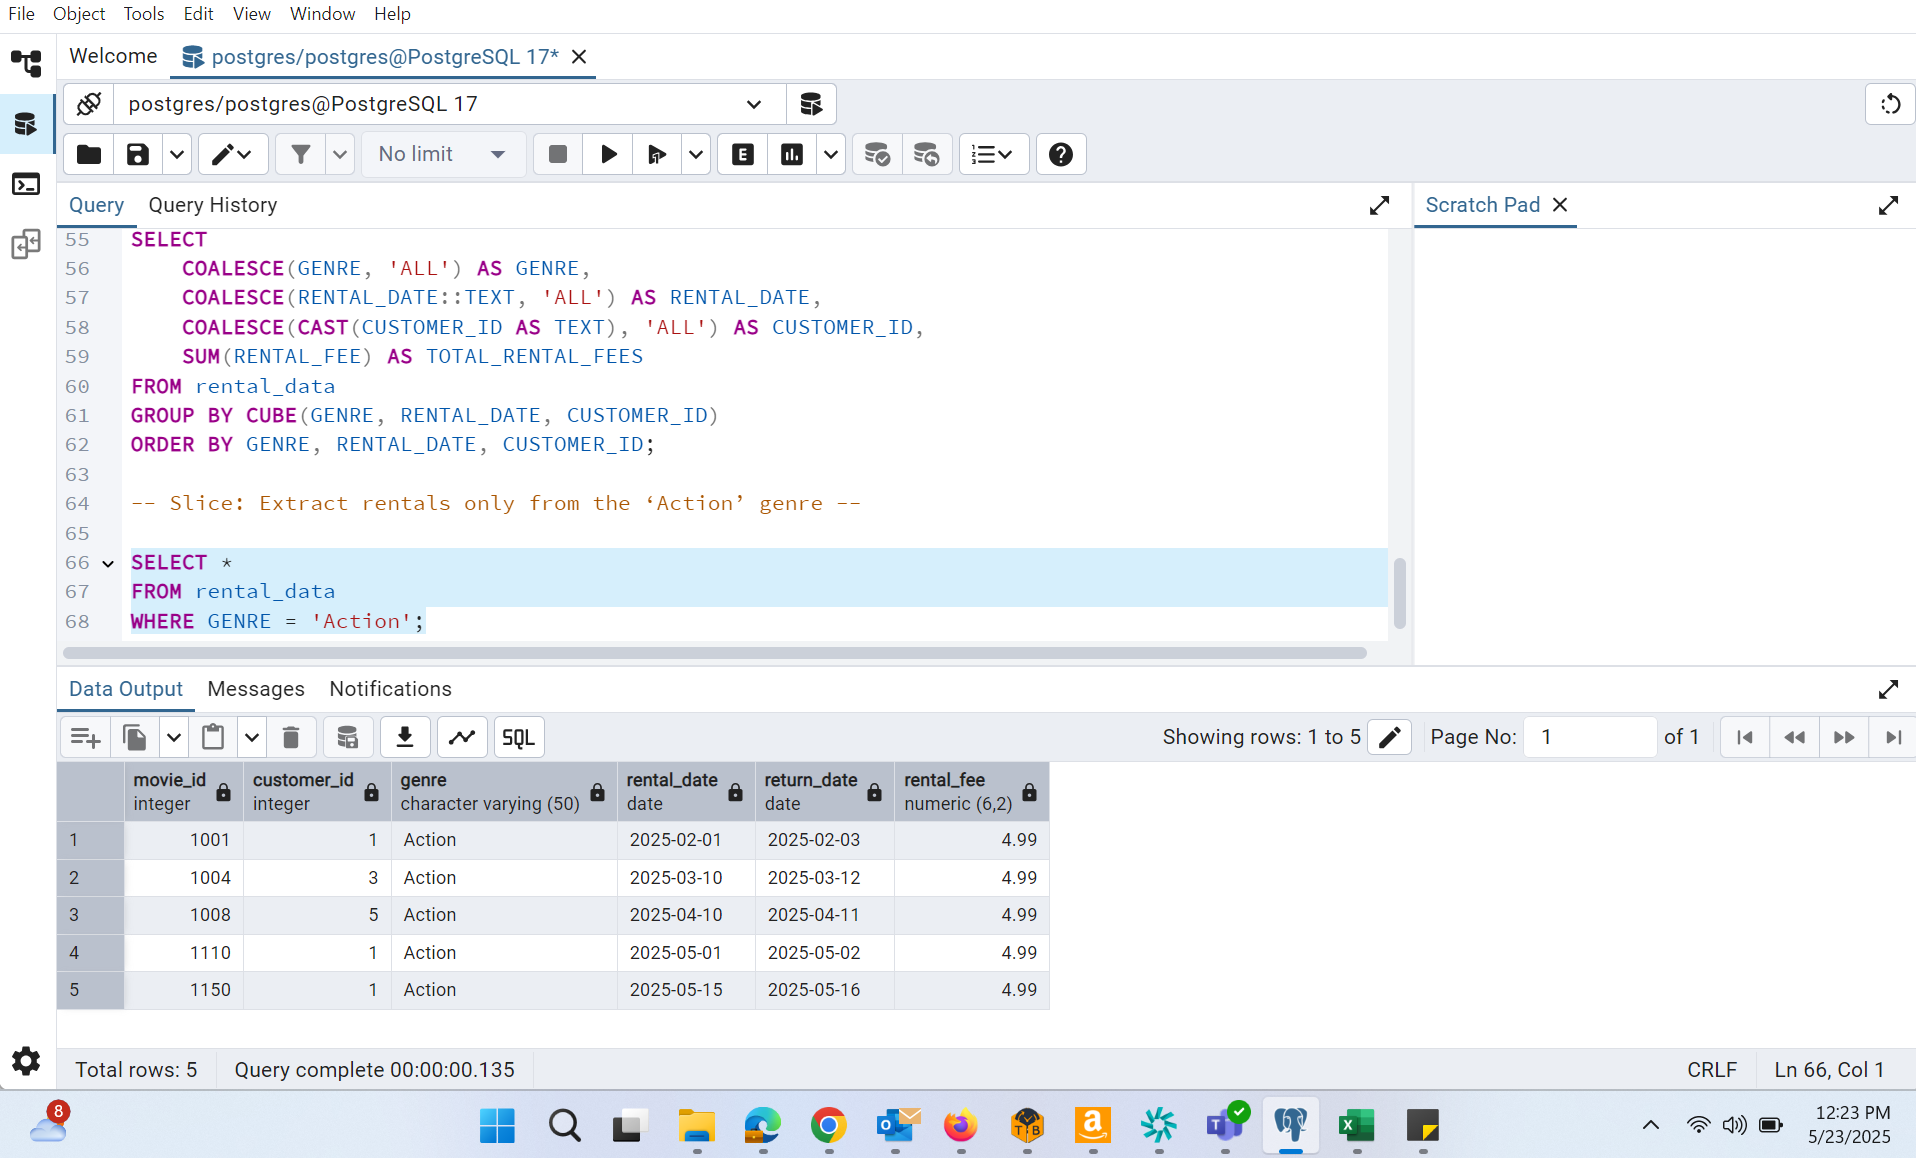 File Object Tools Edit View Window Help
Welcome postgres/postgres@PostgreSQL 17*
postgres/postgres@PostgreSQL 17
No limit E
Query Query History Scratch Pad
55 SELECT
56 COALESCE(GENRE, 'ALL') AS GENRE,
57 COALESCE(RENTAL_DATE::TEXT, 'ALL') AS RENTAL_DATE,
58 COALESCE(CAST(CUSTOMER_ID AS TEXT), 'ALL') AS CUSTOMER_ID,
59 SUM(RENTAL_FEE) AS TOTAL_RENTAL_FEES
60 FROM rental_data
61 GROUP BY CUBE(GENRE, RENTAL_DATE, CUSTOMER_ID)
62 ORDER BY GENRE, RENTAL_DATE, CUSTOMER_ID;
63
64 -- Slice: Extract rentals only from the ‘Action’ genre --
65
66 SELECT *
67 FROM rental_data
68 WHERE GENRE = 'Action';
Data Output Messages Notifications
SQL Showing rows: 1 to 5 Page No: 1 of 1
movie_id customer_id genre rental_date return_date rental_fee
integer integer character varying (50) date date numeric (6,2)
1 1001 1 Action 2025-02-01 2025-02-03 4.99
2 1004 3 Action 2025-03-10 2025-03-12 4.99
3 1008 5 Action 2025-04-10 2025-04-11 4.99
4 1110 1 Action 2025-05-01 2025-05-02 4.99
5 1150 1 Action 2025-05-15 2025-05-16 4.99
Total rows: 5 Query complete 00:00:00.135 CRLF Ln 66, Col 1
8 12:23 PM
5/23/2025